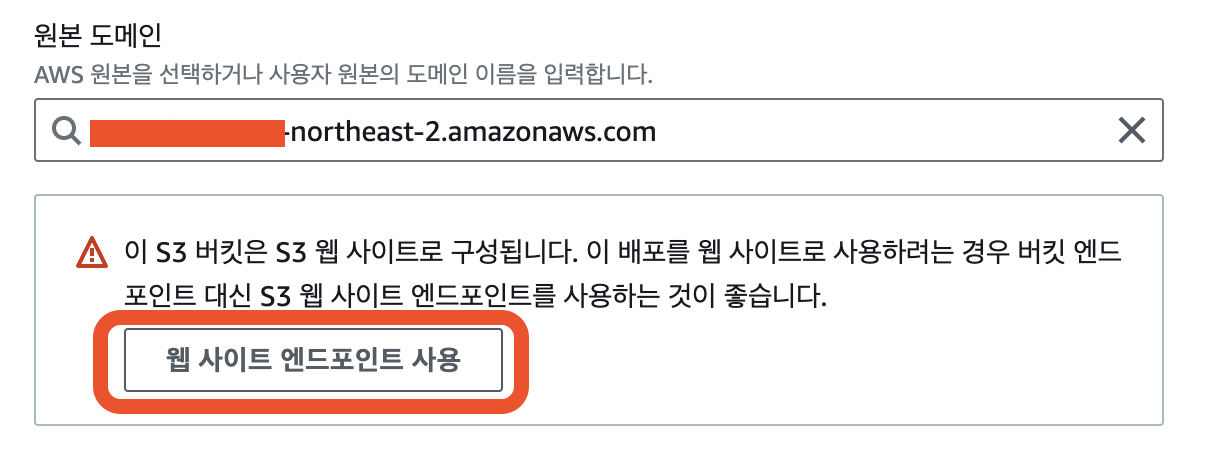 원본 도메인
AWS 원본을 선택하거나 사용자 원본의 도메인 이름을 입력합니다.
-northeast-2.amazonaws.com
이 S3 버킷은 S3 웹 사이트로 구성됩니다. 이 배포를 웹 사이트로 사용하려는 경우 버킷 엔드
포인트 대신 S3 웹 사이트 엔드포인트를 사용하는 것이 좋습니다.
웹 사이트 엔드포인트 사용